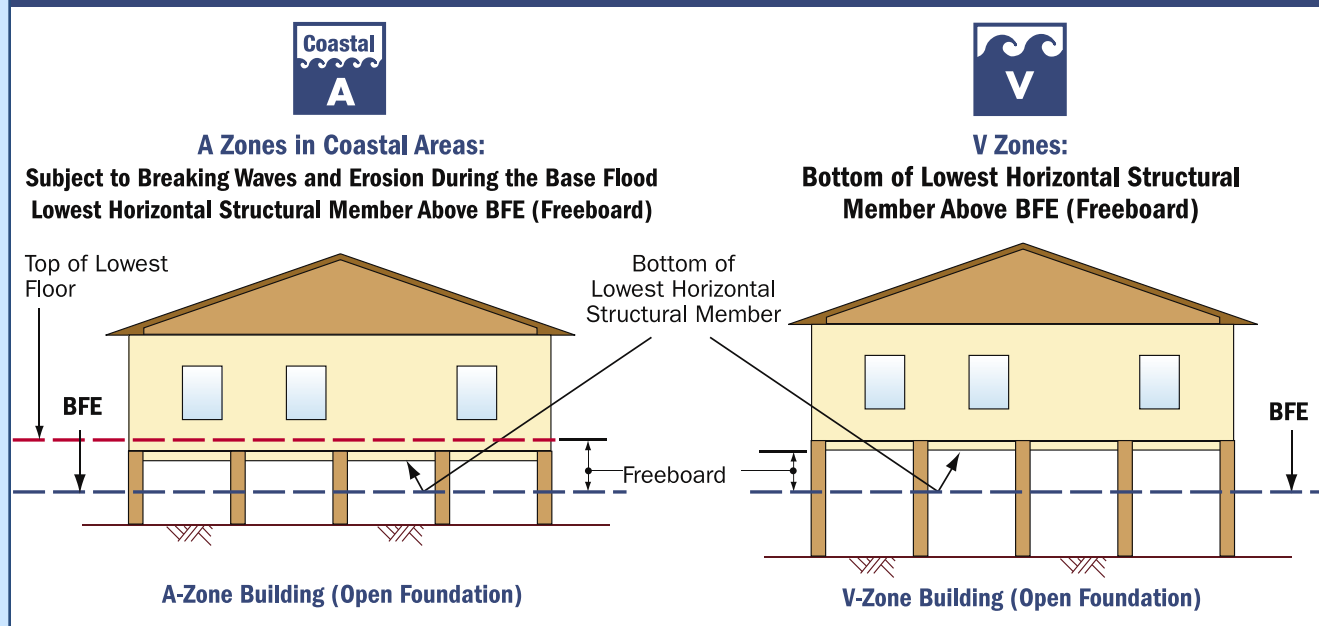 Coastal
A
A Zones in Coastal Areas:
Subject to Breaking Waves and Erosion During the Base Flood
Lowest Horizontal Structural Member Above BFE (Freeboard)
V
V Zones:
Bottom of Lowest Horizontal Structural
Member Above BFE (Freeboard)
Top of Lowest
Floor
Bottom of
Lowest Horizontal
Structural Member
BFE
BFE
Freeboard
A-Zone Building (Open Foundation)
V-Zone Building (Open Foundation)